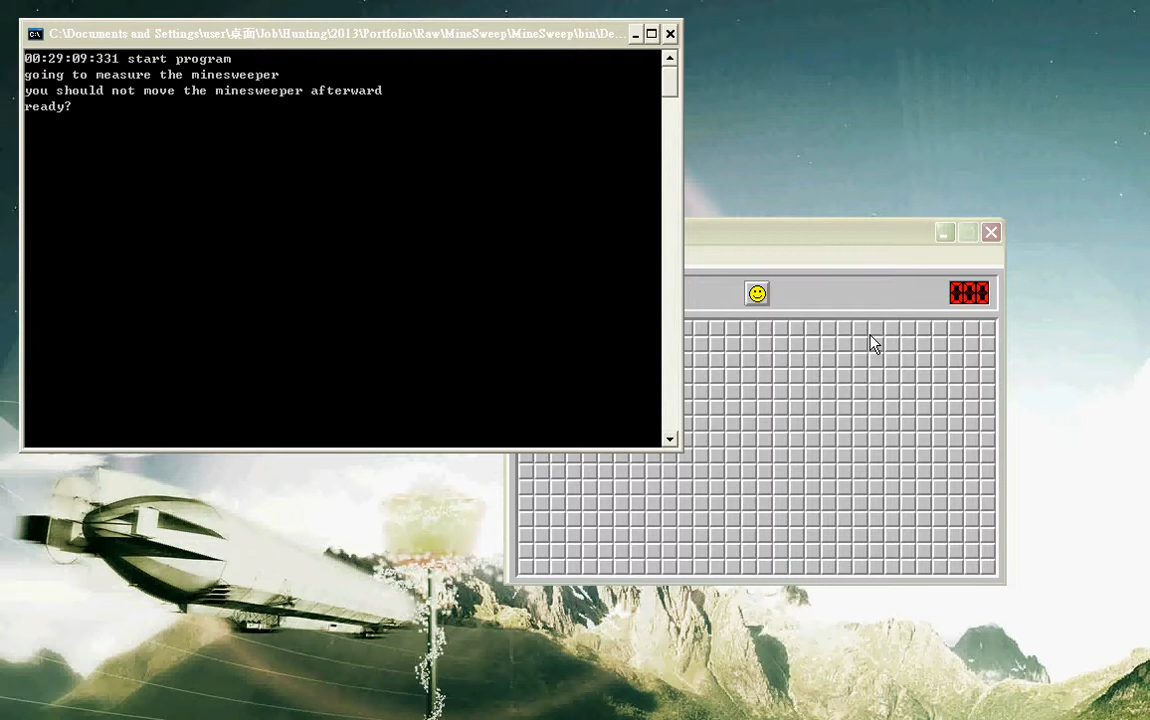 C:\Documents and Settings\user\桌面\Job\Hunting\2013\Portfolio\Raw\MineSweep\MineSweep\bin\De...
00:29:09:331 start program
going to measure the minesweeper
you should not move the minesweeper afterward
ready?